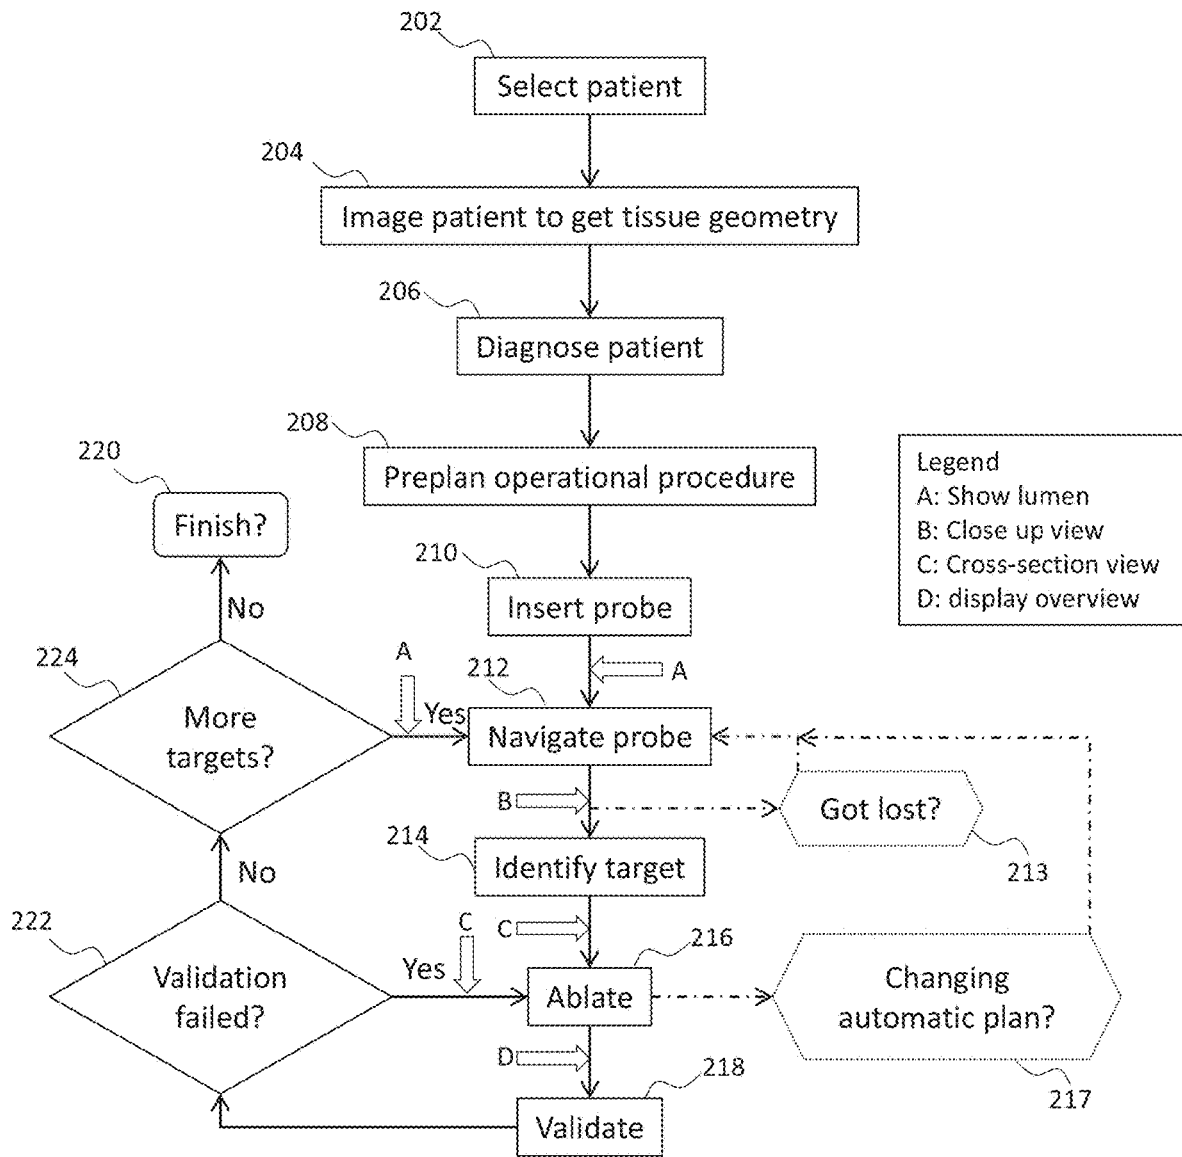 202
Select patient
204
Image patient to get tissue geometry
206
Diagnose patient
208
Preplan operational procedure
220
Finish?
Legend
A: Show lumen
B: Close up view
C: Cross-section view
D: display overview
210
Insert probe
No
224
A
212
A
More
targets?
Yes
Navigate probe
B
Got lost?
213
214
Identify target
No
222
C
C
216
Validation
failed?
Yes
Ablate
Changing
automatic plan?
D
218
217
Validate